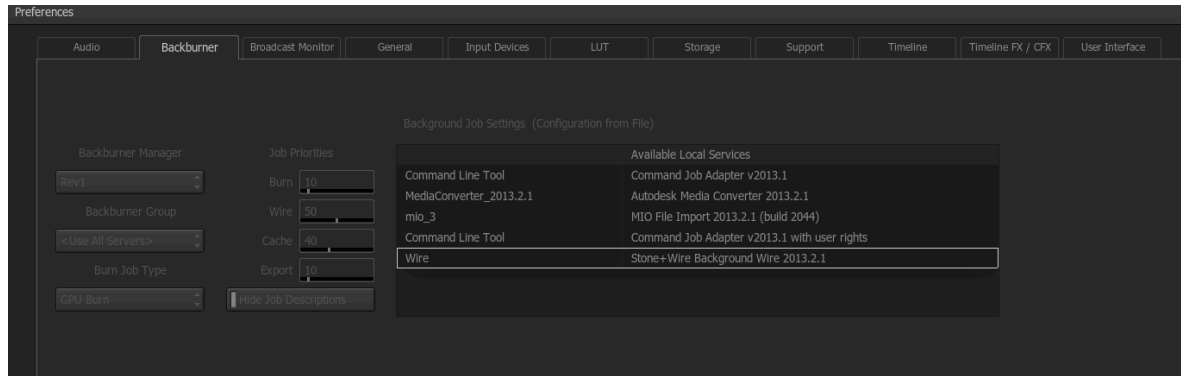 Preferences
Audio
Backburner
Broadcast Monitor
General
Input Devices
LUT
Storage
Support
Timeline
Timeline FX / CFX
User Interface
Background Job Settings (Configuration from File)
Backburner Manager
Rev1
Backburner Group
<Use All Servers>
Burn Job Type
GPU Burn
Job Priorities
Burn 10
Wire 50
Cache 40
Export 10
Hide Job Descriptions
Available Local Services
Command Line Tool Command Job Adapter v2013.1
MediaConverter_2013.2.1 Autodesk Media Converter 2013.2.1
mio_3 MIO File Import 2013.2.1 (build 2044)
Command Line Tool Command Job Adapter v2013.1 with user rights
Wire Stone+Wire Background Wire 2013.2.1